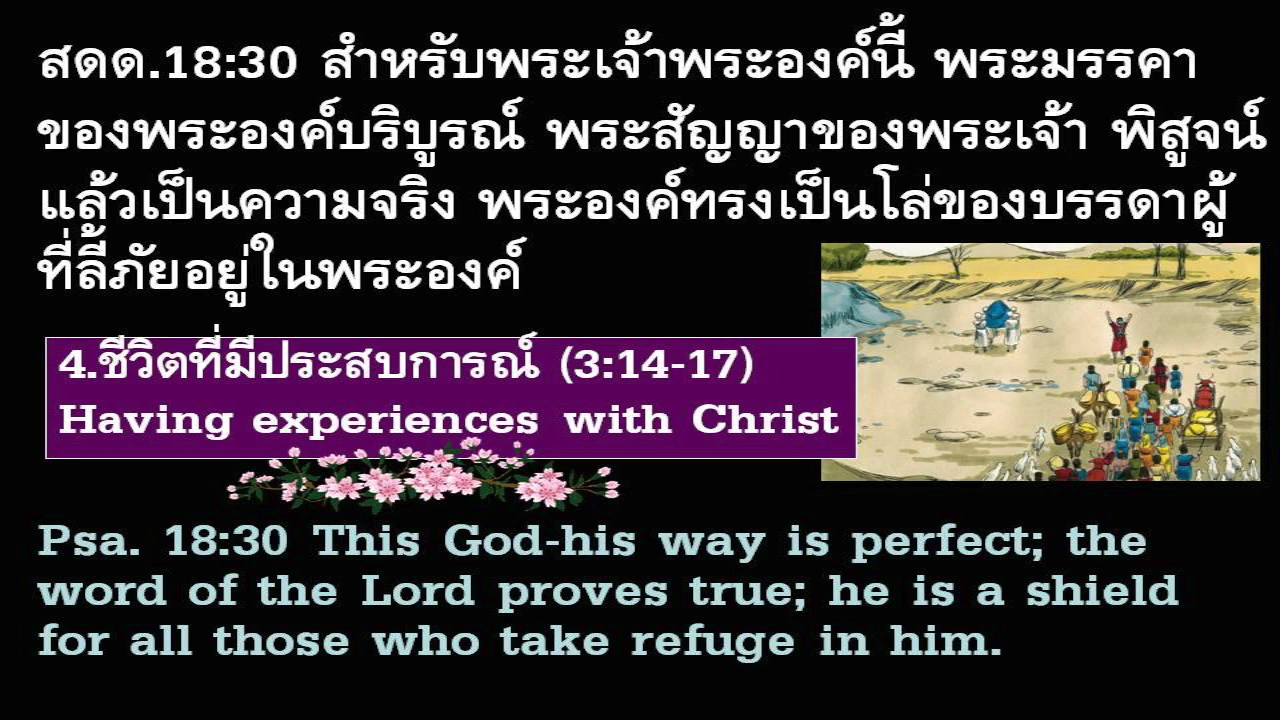 สดด.18:30 สำหรับพระเจ้าพระองค์นี้ พระมรรคา
ของพระองค์บริบูรณ์ พระสัญญาของพระเจ้า พิสูจน์
แล้วเป็นความจริง พระองค์ทรงเป็นโล่ของบรรดาผู้
ที่ลี้ภัยอยู่ในพระองค์
4.ชีวิตที่มีประสบการณ์ (3:14-17)
Having experiences with Christ
Psa. 18:30 This God-his way is perfect; the
word of the Lord proves true; he is a shield
for all those who take refuge in him.